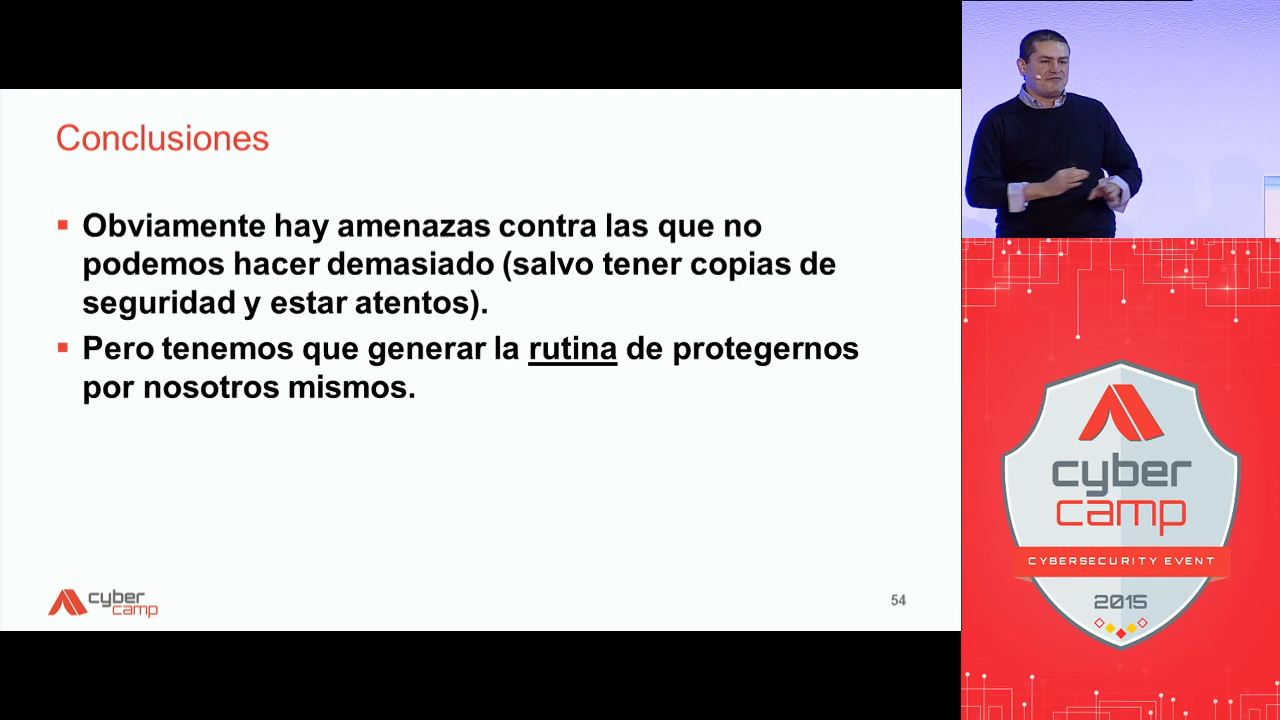 Conclusiones
▪ Obviamente hay amenazas contra las que no
podemos hacer demasiado (salvo tener copias de
seguridad y estar atentos).
▪ Pero tenemos que generar la rutina de protegernos
por nosotros mismos.
cyber
camp
54
cyber
camp
CYBERSECURITY EVENT
2015